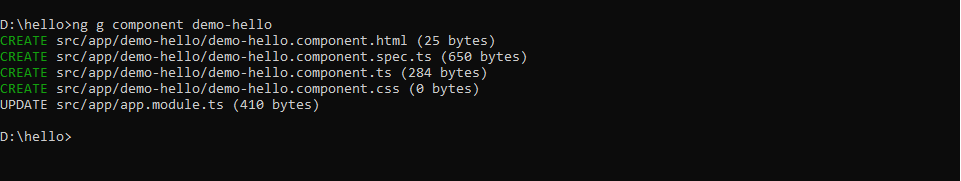 D:\hello>ng g component demo-hello
CREATE src/app/demo-hello/demo-hello.component.html (25 bytes)
CREATE src/app/demo-hello/demo-hello.component.spec.ts (650 bytes)
CREATE src/app/demo-hello/demo-hello.component.ts (284 bytes)
CREATE src/app/demo-hello/demo-hello.component.css (0 bytes)
UPDATE src/app/app.module.ts (410 bytes)
D:\hello>